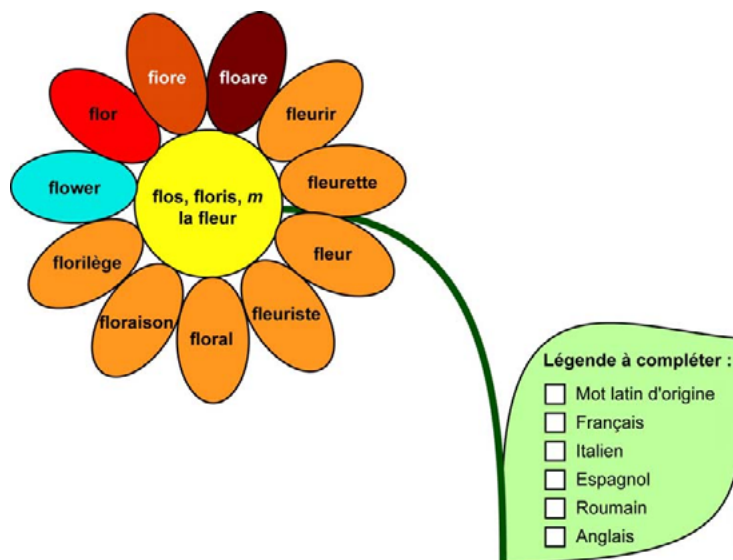 fiore
floare
flor
fleurir
flower
fleurette
flos, floris, m
la fleur
florilège
fleur
floraison
floral
fleuriste
Légende à compléter :
Mot latin d'origine
Français
Italien
Espagnol
Roumain
Anglais